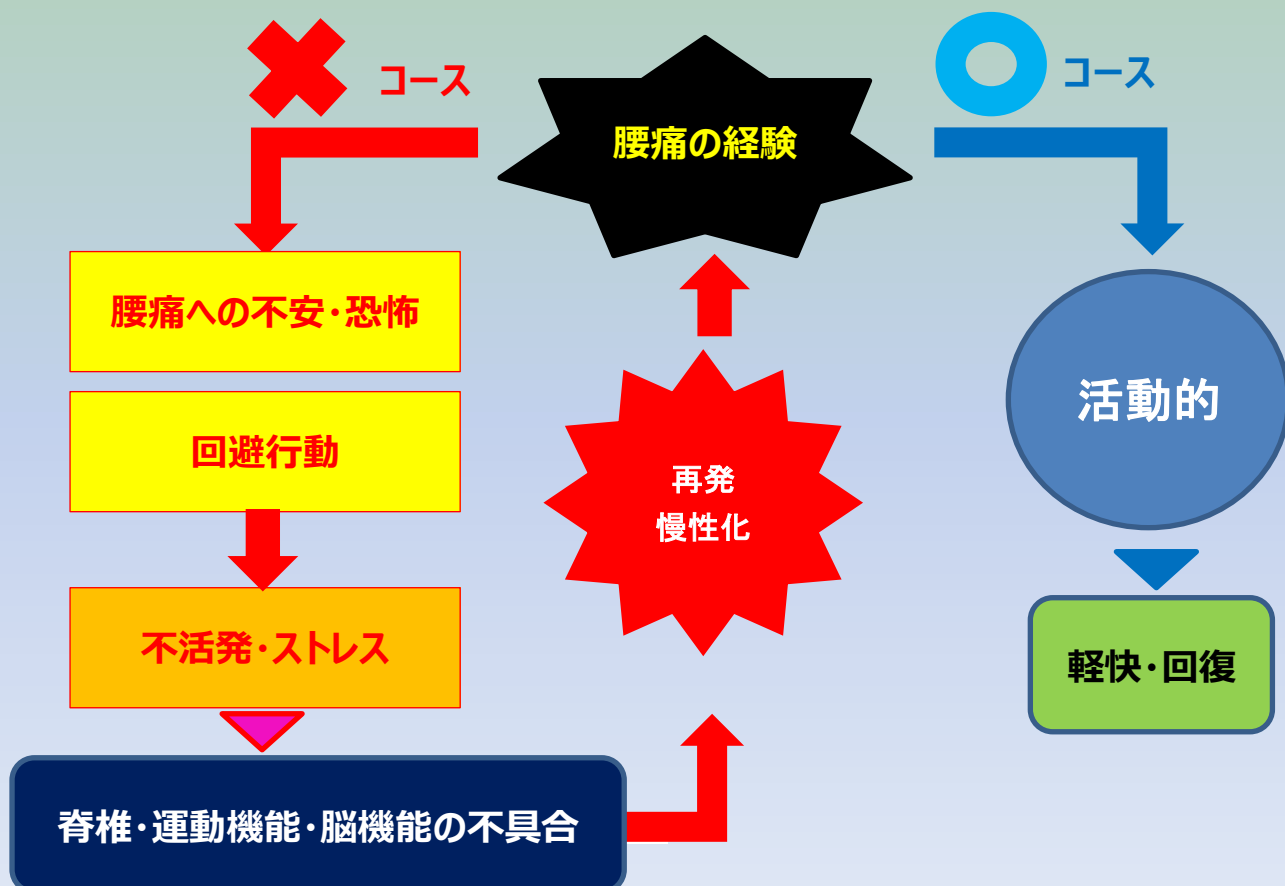 コース
腰痛の経験
コース
腰痛への不安・恐怖
回避行動
不活発・ストレス
脊椎・運動機能・脳機能の不具合
再発
慢性化
活動的
軽快・回復